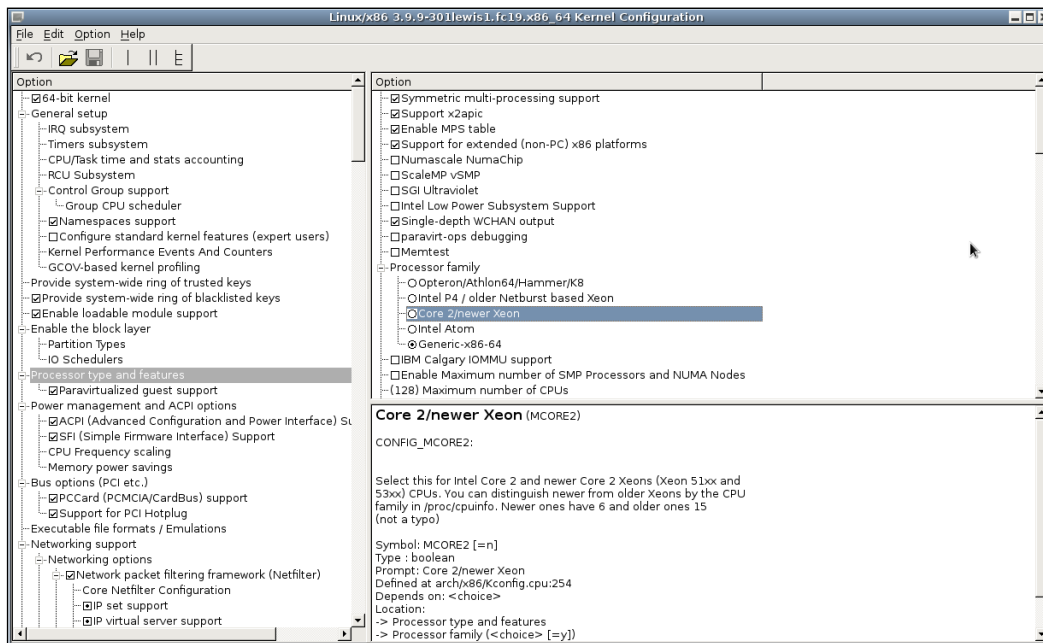 Linux/x86 3.9.9-301lewis1.fc19.x86_64 Kernel Configuration
File Edit Option Help
Option
64-bit kernel
General setup
IRQ subsystem
Timers subsystem
CPU/Task time and stats accounting
RCU Subsystem
Control Group support
Group CPU scheduler
Namespaces support
Configure standard kernel features (expert users)
Kernel Performance Events And Counters
GCOV-based kernel profiling
Provide system-wide ring of trusted keys
Provide system-wide ring of blacklisted keys
Enable loadable module support
Enable the block layer
Partition Types
IO Schedulers
Processor type and features
Paravirtualized guest support
Power management and ACPI options
ACPI (Advanced Configuration and Power Interface) Su
SFI (Simple Firmware Interface) Support
CPU Frequency scaling
Memory power savings
Bus options (PCI etc.)
PCCard (PCMCIA/CardBus) support
Support for PCI Hotplug
Executable file formats / Emulations
Networking support
Networking options
Network packet filtering framework (Netfilter)
Core Netfilter Configuration
IP set support
IP virtual server support
Option
Symmetric multi-processing support
Support x2apic
Enable MPS table
Support for extended (non-PC) x86 platforms
Numascale NumaChip
ScaleMP vSMP
SGI Ultraviolet
Intel Low Power Subsystem Support
Single-depth WCHAN output
paravirt-ops debugging
Memtest
Processor family
Opteron/Athlon64/Hammer/K8
Intel P4 / older Netburst based Xeon
Core 2/newer Xeon
Intel Atom
Generic-x86-64
IBM Calgary IOMMU support
Enable Maximum number of SMP Processors and NUMA Nodes
(128) Maximum number of CPUs
Core 2/newer Xeon (MCORE2)
CONFIG_MCORE2:
Select this for Intel Core 2 and newer Core 2 Xeons (Xeon 51xx and
53xx) CPUs. You can distinguish newer from older Xeons by the CPU
family in /proc/cpuinfo. Newer ones have 6 and older ones 15
(not a typo)
Symbol: MCORE2 [=n]
Type : boolean
Prompt: Core 2/newer Xeon
Defined at arch/x86/Kconfig.cpu:254
Depends on: <choice>
Location:
-> Processor type and features
-> Processor family (<choice> [=y])